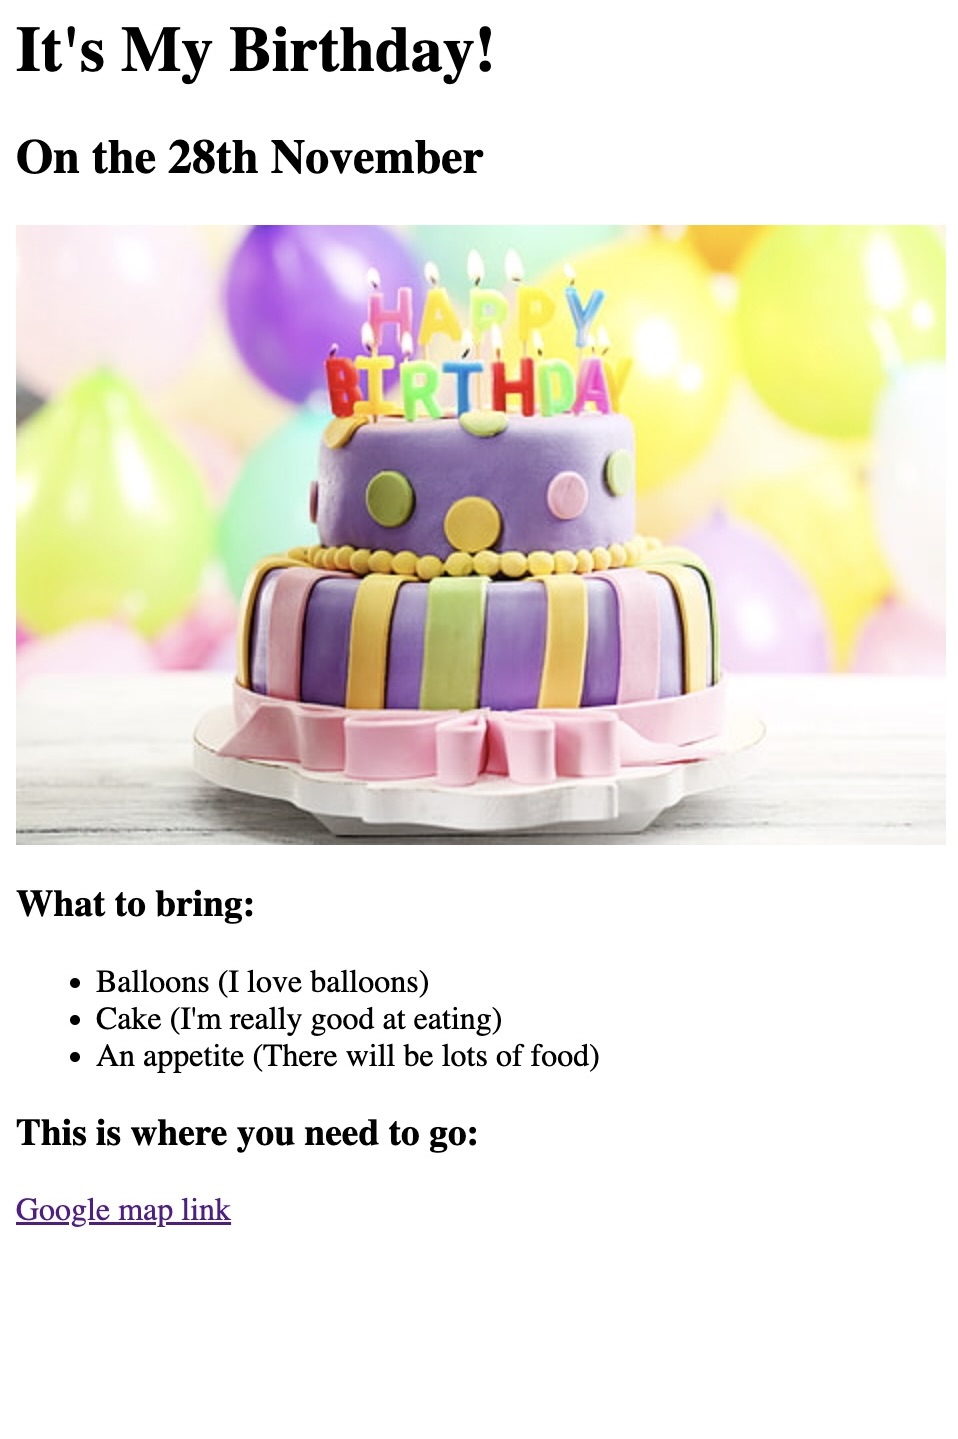 It's My Birthday!
On the 28th November
HAPPY
BIRTHDAY
What to bring:
Balloons (I love balloons)
Cake (I'm really good at eating)
An appetite (There will be lots of food)
This is where you need to go:
Google map link